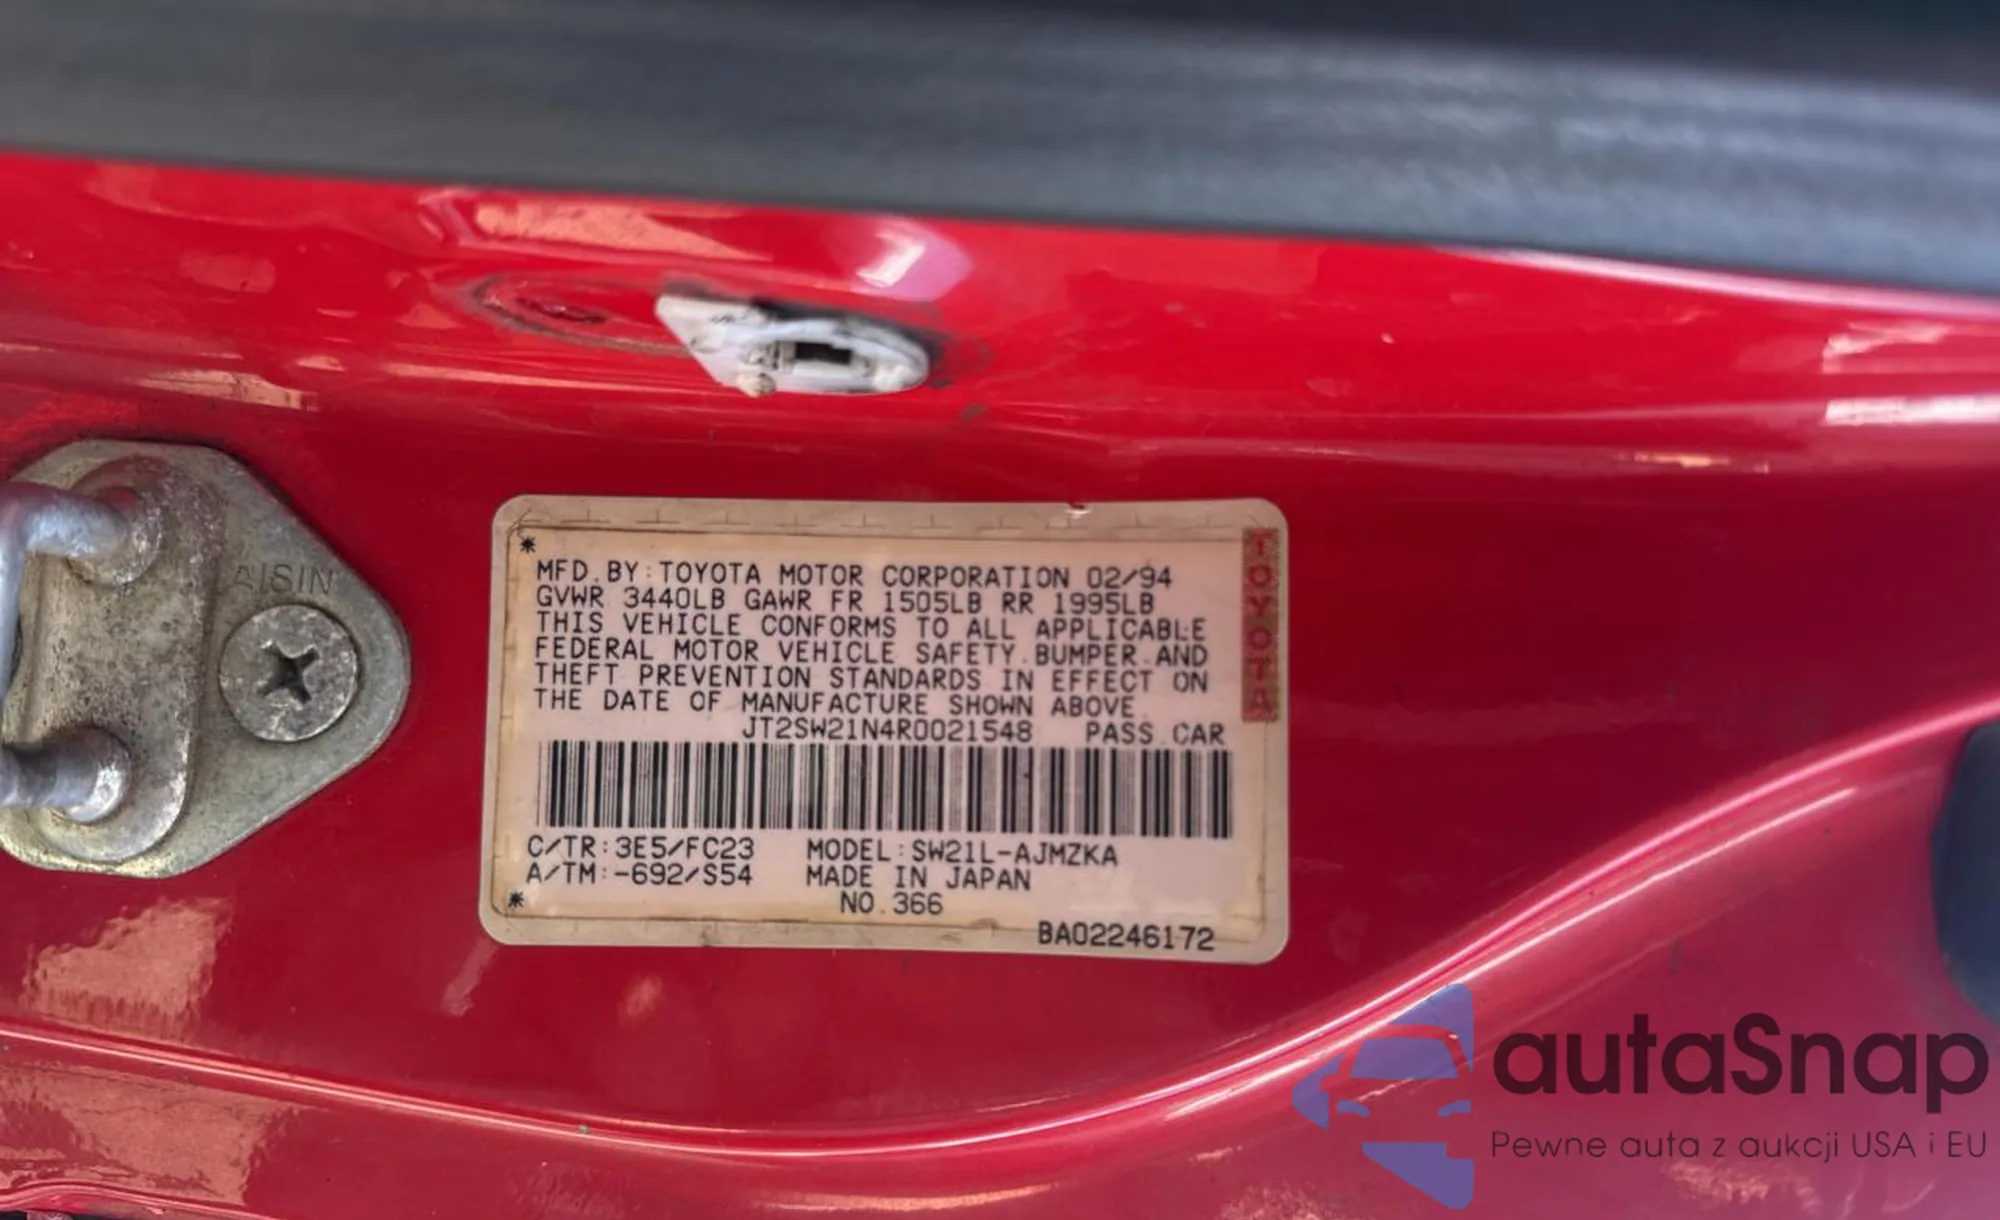 AISIN
*
MFD.BY:TOYOTA MOTOR CORPORATION 02/94
GVWR 3440LB GAWR FR 1505LB RR 1995LB
THIS VEHICLE CONFORMS TO ALL APPLICABLE
FEDERAL MOTOR VEHICLE SAFETY.BUMPER.AND
THEFT PREVENTION STANDARDS IN EFFECT ON
THE DATE OF MANUFACTURE SHOWN ABOVE.
JT2SW21N4R0021548 PASS.CAR
C/TR:3E5/FC23 MODEL:SW21L-AJMZKA
A/TM:-692/S54 MADE IN JAPAN
* NO.366
BA02246172
TOYOTA
autaSnap
Pewne auta z aukcji USA i EU